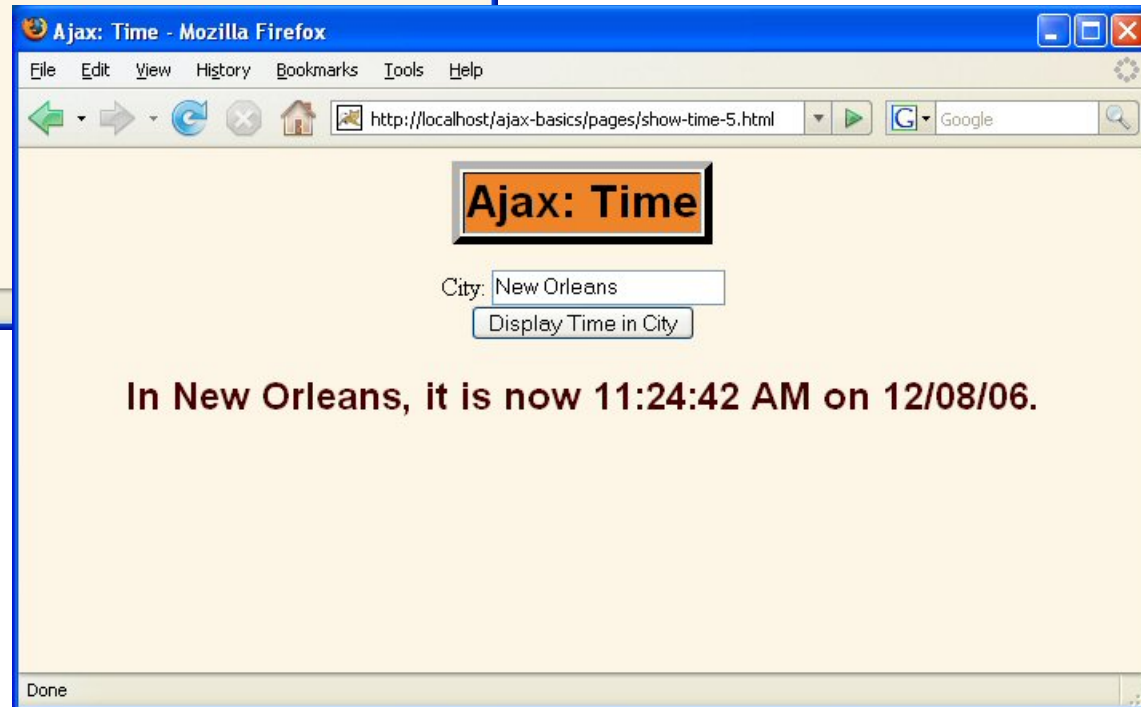 Ajax: Time - Mozilla Firefox
File Edit View History Bookmarks Tools Help
http://localhost/ajax-basics/pages/show-time-5.html G Google
Ajax: Time
City: New Orleans
Display Time in City
In New Orleans, it is now 11:24:42 AM on 12/08/06.
Done